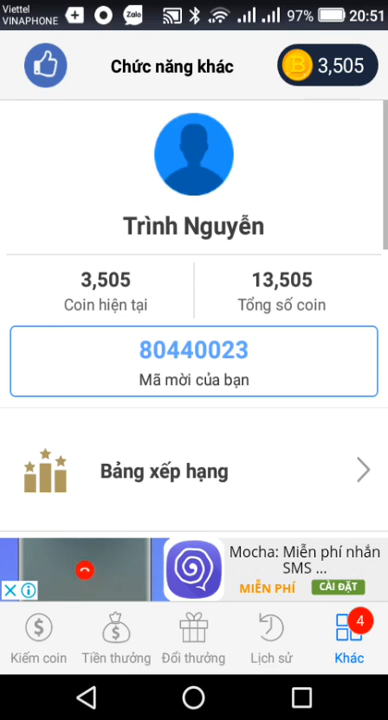 Viettel
VINAPHONE
Zalo
97%
20:51
Chức năng khác
3,505
Trình Nguyễn
3,505
13,505
Coin hiện tại
Tổng số coin
80440023
Mã mời của bạn
Bảng xếp hạng
Mocha: Miễn phí nhắn
SMS ...
MIỄN PHÍ
CÀI ĐẶT
4
Kiếm coin
Tiền thưởng
Đổi thưởng
Lịch sử
Khác